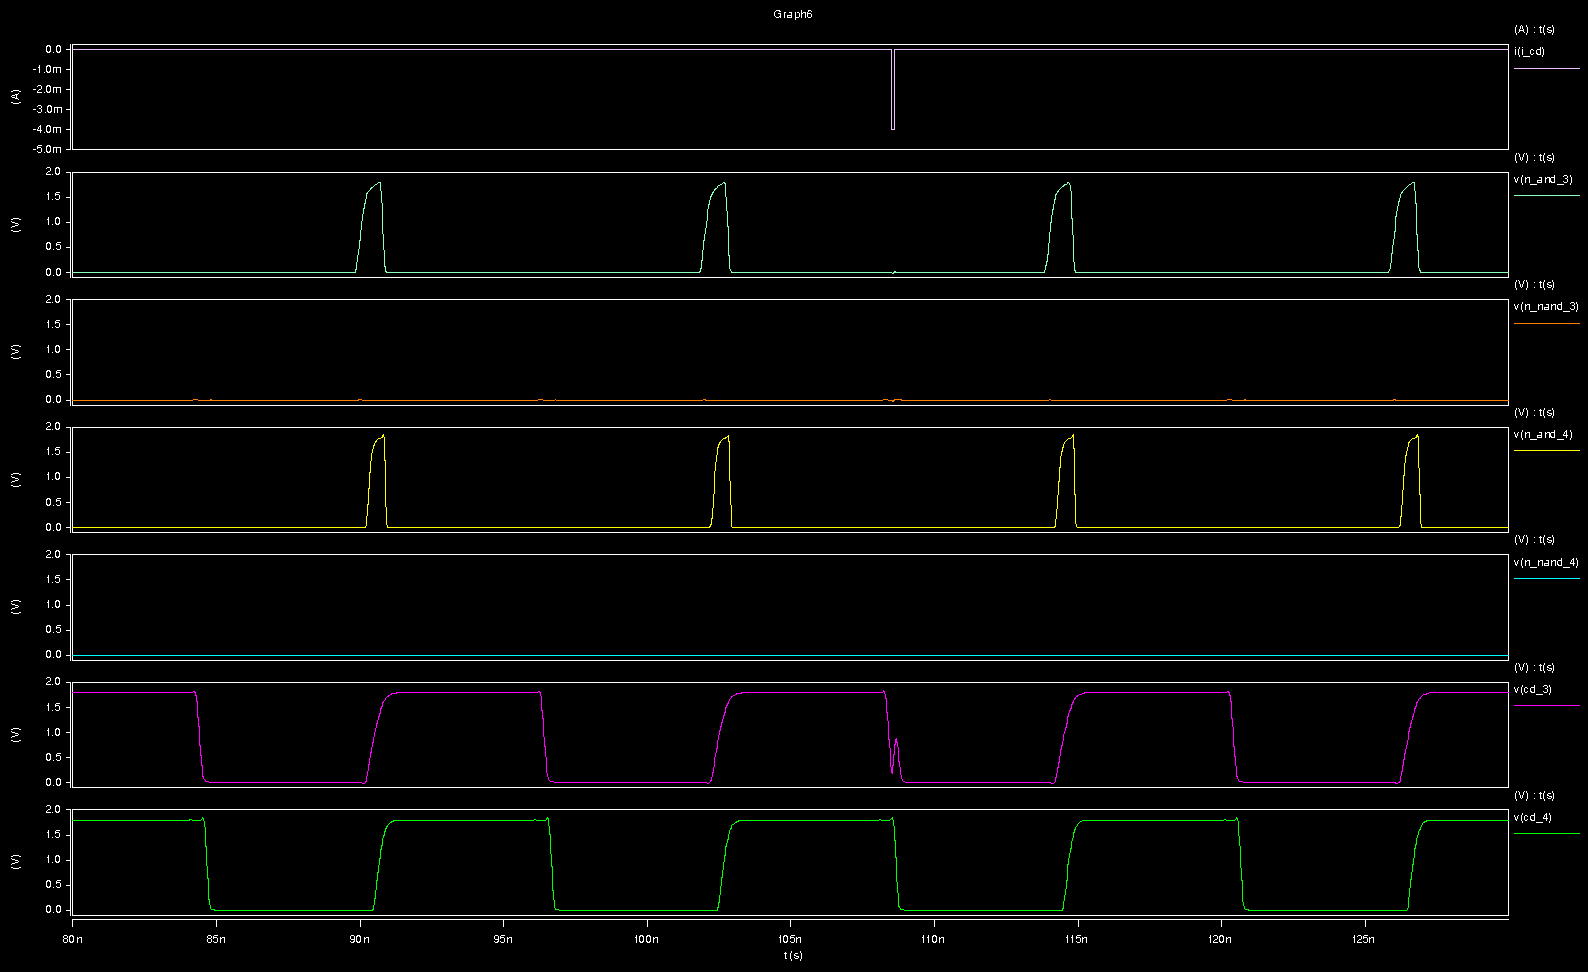 Graph6
(A) : t(s)
i(i_cd)
0.0
-1.0m
-2.0m
-3.0m
-4.0m
-5.0m
(A)
(V) : t(s)
v(n_and_3)
2.0
1.5
1.0
0.5
0.0
(V)
(V) : t(s)
v(n_nand_3)
2.0
1.5
1.0
0.5
0.0
(V)
(V) : t(s)
v(n_and_4)
2.0
1.5
1.0
0.5
0.0
(V)
(V) : t(s)
v(n_nand_4)
2.0
1.5
1.0
0.5
0.0
(V)
(V) : t(s)
v(cd_3)
2.0
1.5
1.0
0.5
0.0
(V)
(V) : t(s)
v(cd_4)
2.0
1.5
1.0
0.5
0.0
(V)
80n 85n 90n 95n 100n 105n 110n 115n 120n 125n
t(s)